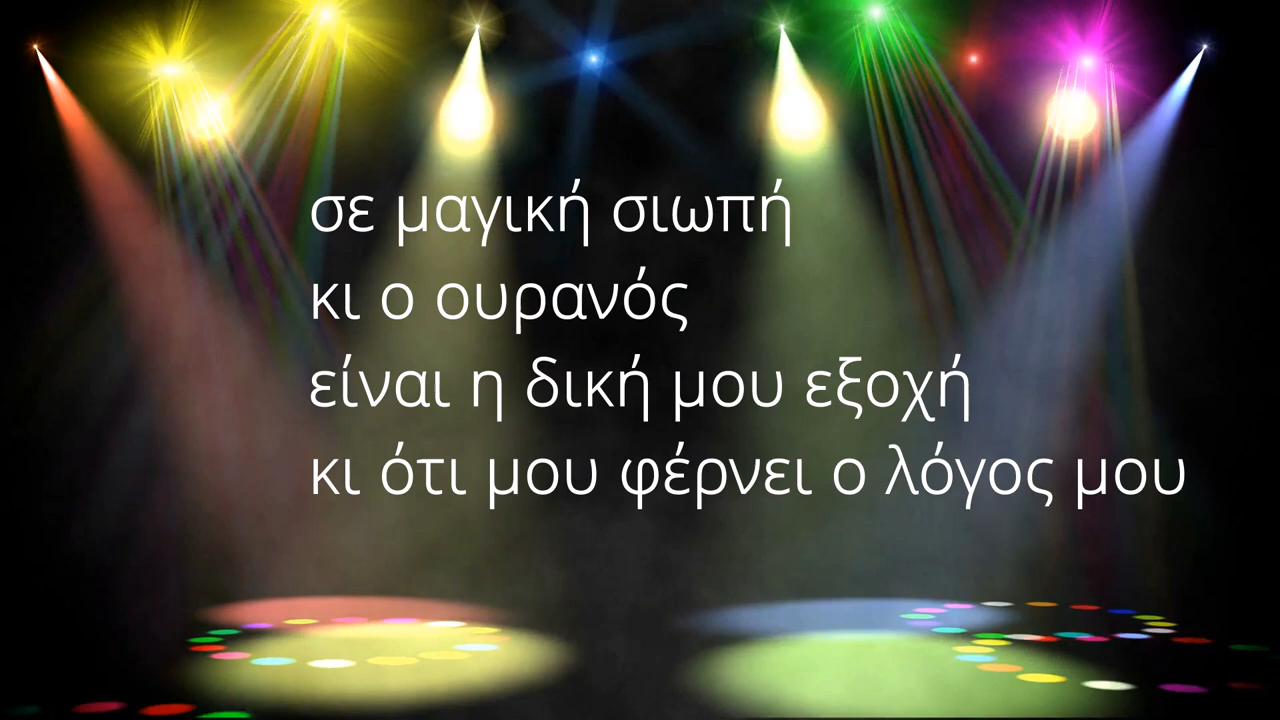 σε μαγική σιωπή
κι ο ουρανός
είναι η δική μου εξοχή
κι ότι μου φέρνει ο λόγος μου